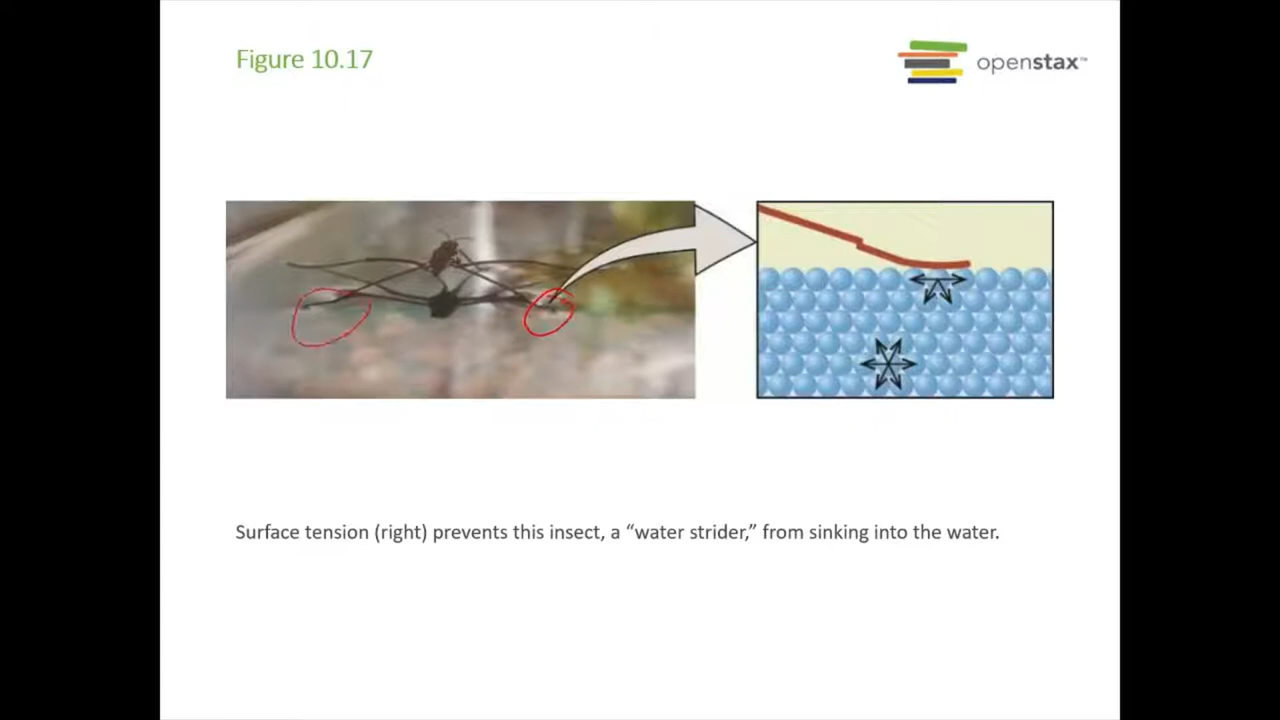 Figure 10.17
openstax™
Surface tension (right) prevents this insect, a “water strider,” from sinking into the water.